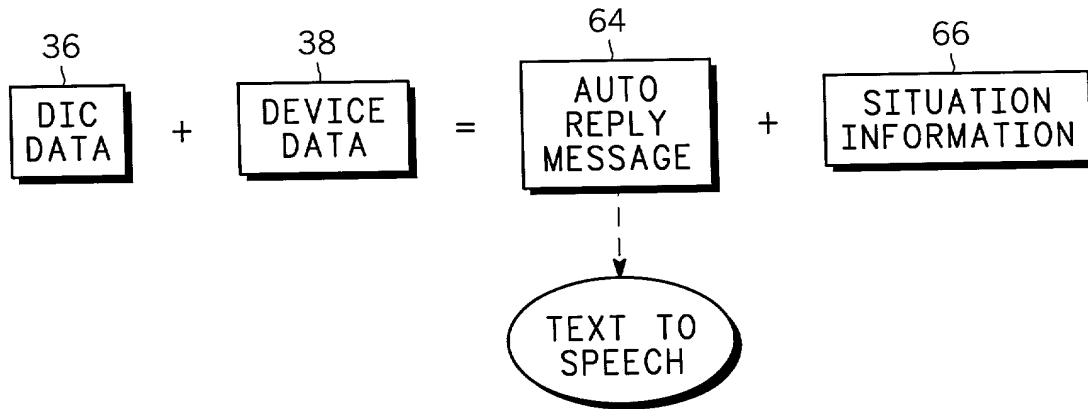 36
38
64
66
DIC
DATA
+
DEVICE
DATA
=
AUTO
REPLY
MESSAGE
+
SITUATION
INFORMATION
TEXT TO
SPEECH